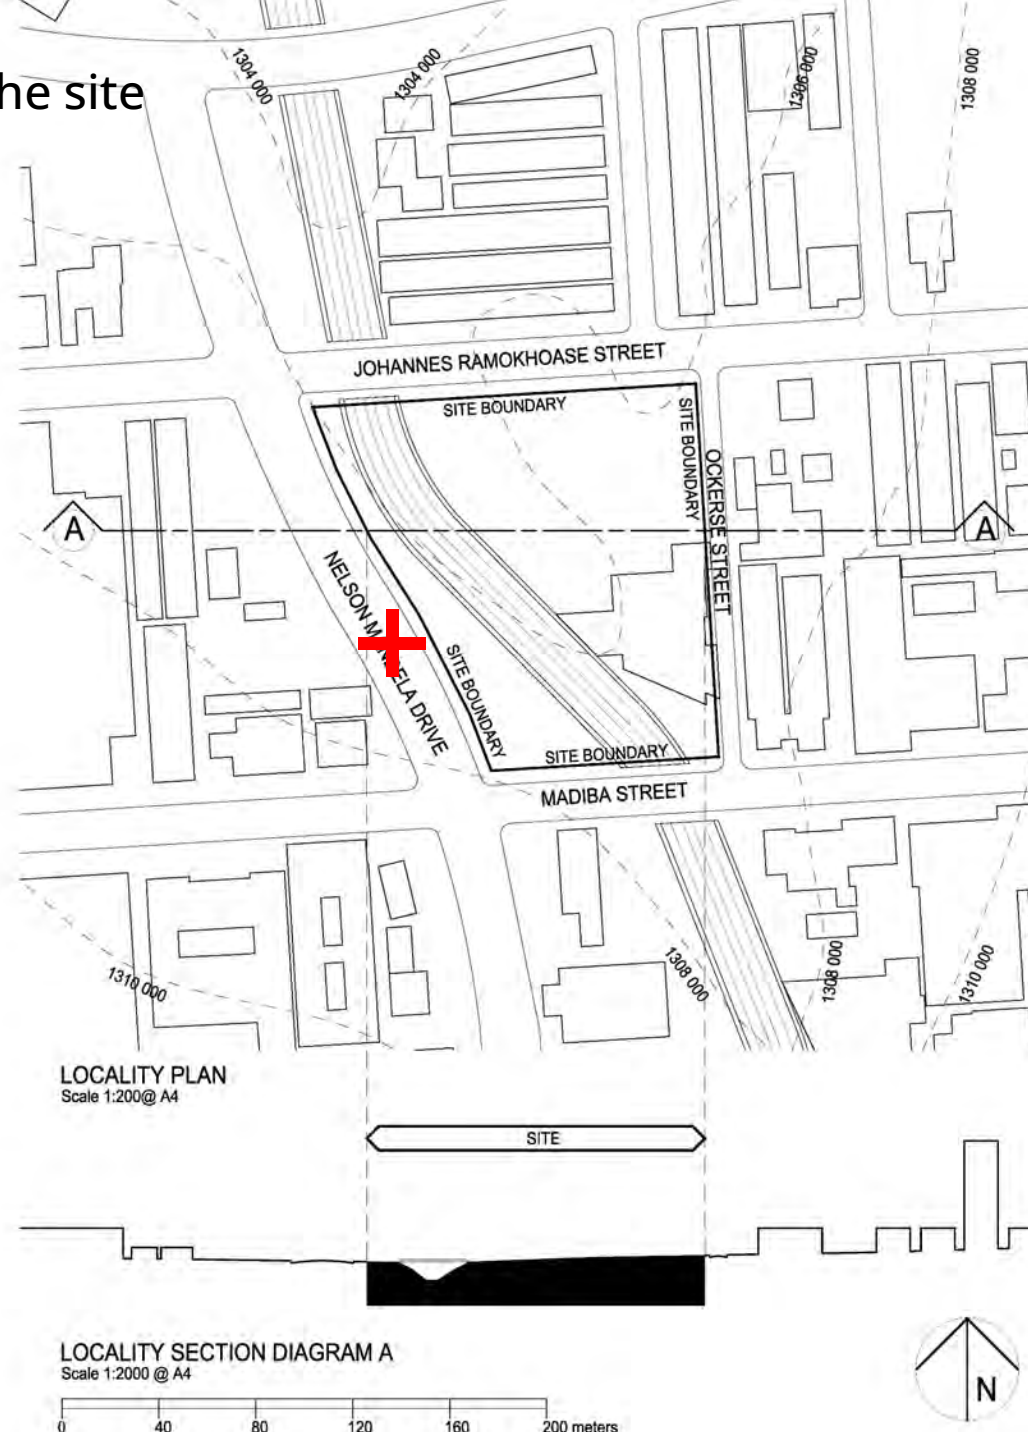 he site
1304 000
1304 000
1306 000
1308 000
JOHANNES RAMOKHOASE STREET
SITE BOUNDARY
SITE BOUNDARY
OCKERSE STREET
A
A
NELSON M DELA DRIVE
SITE BOUNDARY
SITE BOUNDARY
MADIBA STREET
1310 000
1308 000
1308 000
1310 000
LOCALITY PLAN
Scale 1:200@ A4
SITE
LOCALITY SECTION DIAGRAM A
Scale 1:2000 @ A4
N
0 40 80 120 160 200 meters